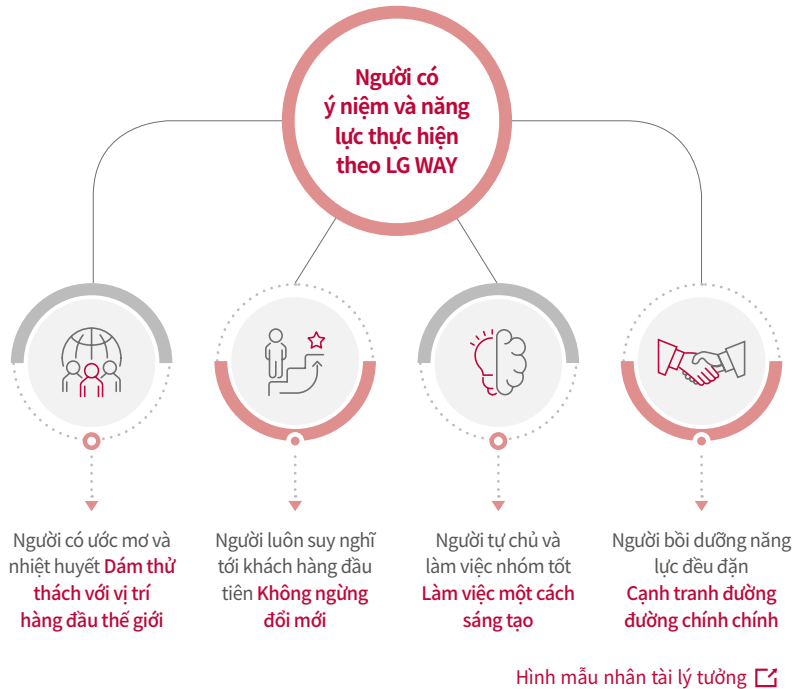 Người có
ý niệm và năng
lực thực hiện
theo LG WAY
Người có ước mơ và
nhiệt huyết Dám thử
thách với vị trí
hàng đầu thế giới
Người luôn suy nghĩ
tới khách hàng đầu
tiên Không ngừng
đổi mới
Người tự chủ và
làm việc nhóm tốt
Làm việc một cách
sáng tạo
Người bồi dưỡng năng
lực đều đặn
Cạnh tranh đường
đường chính chính
Hình mẫu nhân tài lý tưởng